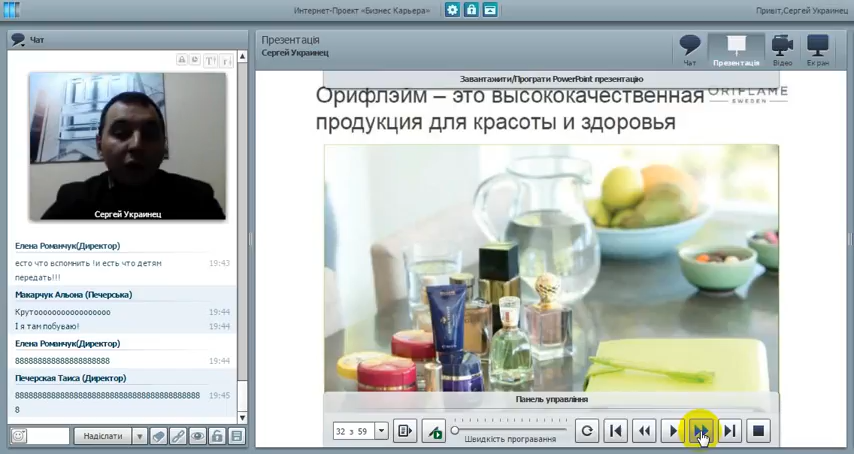 Интернет-Проект «Бизнес Карьера»
Привіт,Сергей Украинец
Чат
Сергей Украинец
Елена Романчук(Директор)
есто что вспомнить !и есть что детям 19:43
передать!!!
Макарчук Альона (Печерська)
Крутоооооооооооооооо 19:44
І я там побуваю! 19:44
Елена Романчук(Директор)
8888888888888888888 19:44
Печерская Таиса (Директор)
8888888888888888888888888888888888888 19:45
8
Надіслати
Презентація
Сергей Украинец
Чат
Презентація
Відео
Екран
Завантажити/Програти PowerPoint презентацію
Орифлэйм – это высококачественная
продукция для красоты и здоровья
ORIFLAME
SWEDEN
Панель управління
32 з 59
Швидкість програвання